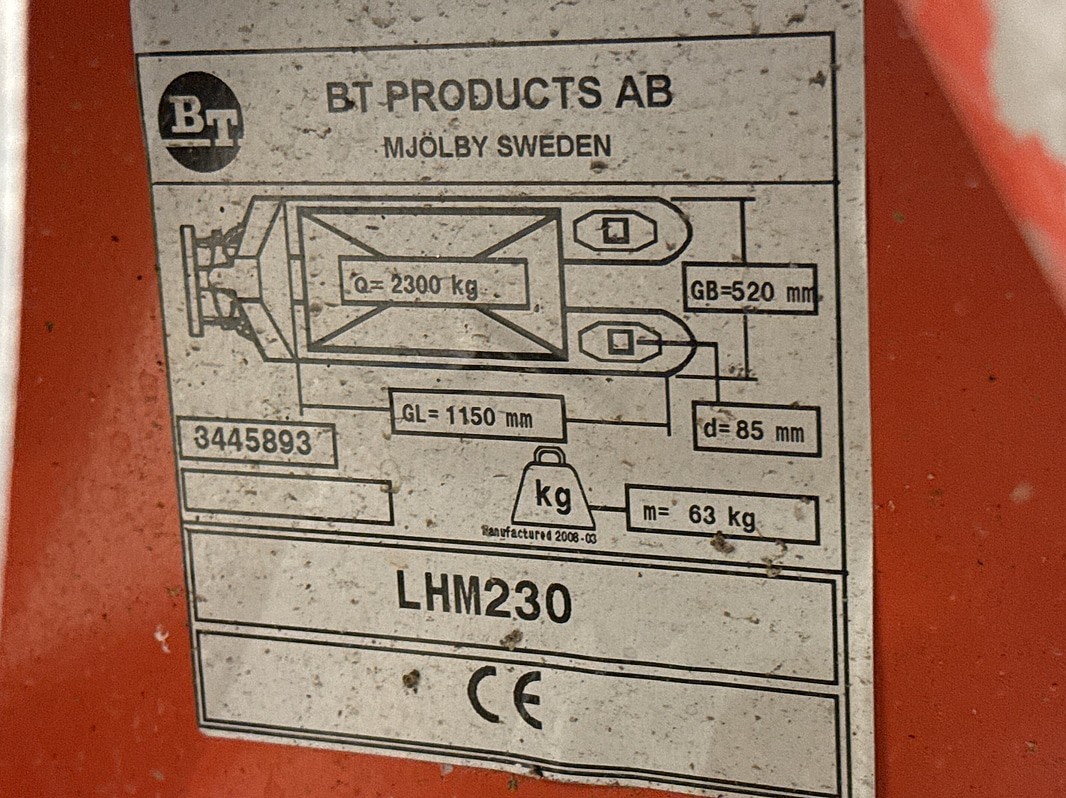 BT
BT PRODUCTS AB
MJÖLBY SWEDEN
Q= 2300 kg
GB=520 mm
GL= 1150 mm
d= 85 mm
3445893
kg
m= 63 kg
Manufactured 2008-03
LHM230
CE